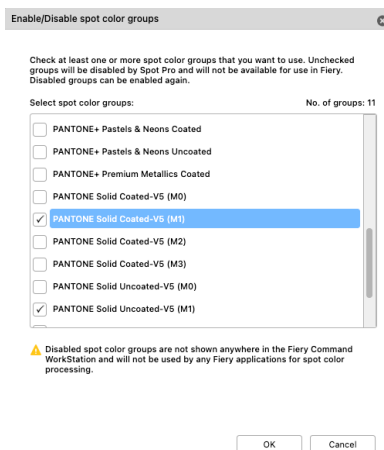 Enable/Disable spot color groups
Check at least one or more spot color groups that you want to use. Unchecked
groups will be disabled by Spot Pro and will not be available for use in Fiery.
Disabled groups can be enabled again.
Select spot color groups: No. of groups: 11
PANTONE+ Pastels & Neons Coated
PANTONE+ Pastels & Neons Uncoated
PANTONE+ Premium Metallics Coated
PANTONE Solid Coated-V5 (M0)
PANTONE Solid Coated-V5 (M1)
PANTONE Solid Coated-V5 (M2)
PANTONE Solid Coated-V5 (M3)
PANTONE Solid Uncoated-V5 (M0)
PANTONE Solid Uncoated-V5 (M1)
Disabled spot color groups are not shown anywhere in the Fiery Command
WorkStation and will not be used by any Fiery applications for spot color
processing.
OK Cancel